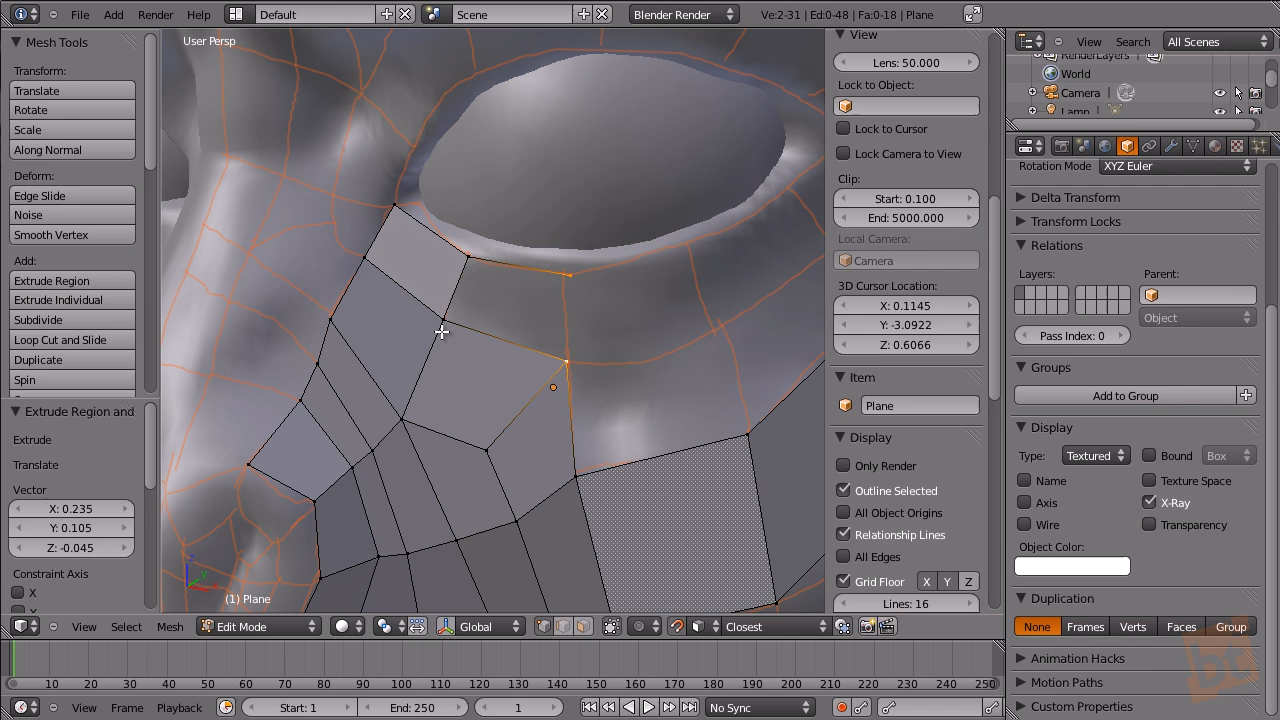 File Add Render Help Default Scene Blender Render Ve:2-31 | Ed:0-48 | Fa:0-18 | Plane
Mesh Tools
Transform:
Translate
Rotate
Scale
Along Normal
Deform:
Edge Slide
Noise
Smooth Vertex
Add:
Extrude Region
Extrude Individual
Subdivide
Loop Cut and Slide
Duplicate
Spin
Extrude Region and
Extrude
Translate
Vector
X: 0.235
Y: 0.105
Z: -0.045
Constraint Axis
X
User Persp
(1) Plane
View
Lens: 50.000
Lock to Object:
Lock to Cursor
Lock Camera to View
Clip:
Start: 0.100
End: 5000.000
Local Camera:
Camera
3D Cursor Location:
X: 0.1145
Y: -3.0922
Z: 0.6066
Item
Plane
Display
Only Render
Outline Selected
All Object Origins
Relationship Lines
All Edges
Grid Floor X Y Z
Lines: 16
View Search All Scenes
RenderLayers
World
Camera
Lamp
Rotation Mode XYZ Euler
Delta Transform
Transform Locks
Relations
Layers: Parent:
Object
Pass Index: 0
Groups
Add to Group
Display
Type: Textured Bound Box
Name Texture Space
Axis X-Ray
Wire Transparency
Object Color:
Duplication
None Frames Verts Faces Group
Animation Hacks
Motion Paths
Custom Properties
View Select Mesh Edit Mode Global Closest
10 20 30 40 50 60 70 80 90 100 110 120 130 140 150 160 170 180 190 200 210 220 230 240 250
View Frame Playback Start: 1 End: 250 1 No Sync
bc